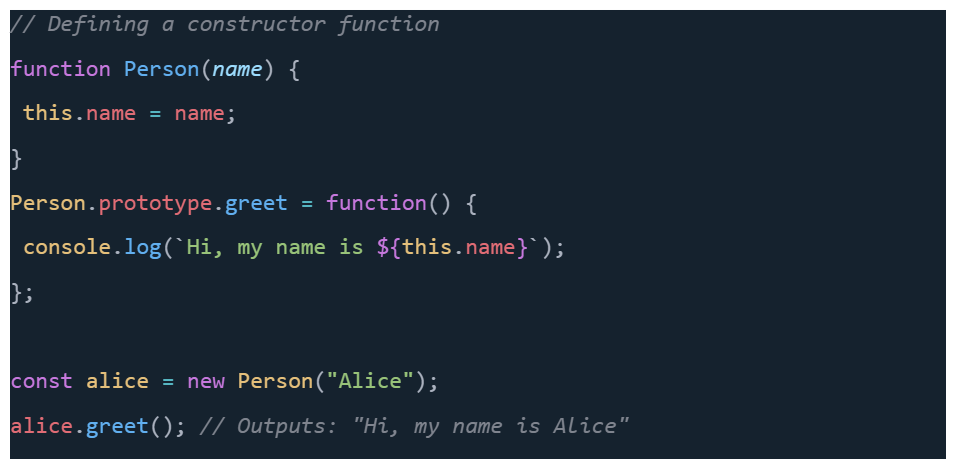 // Defining a constructor function
function Person(name) {
 this.name = name;
}
Person.prototype.greet = function() {
 console.log(`Hi, my name is ${this.name}`);
};
const alice = new Person("Alice");
alice.greet(); // Outputs: "Hi, my name is Alice"